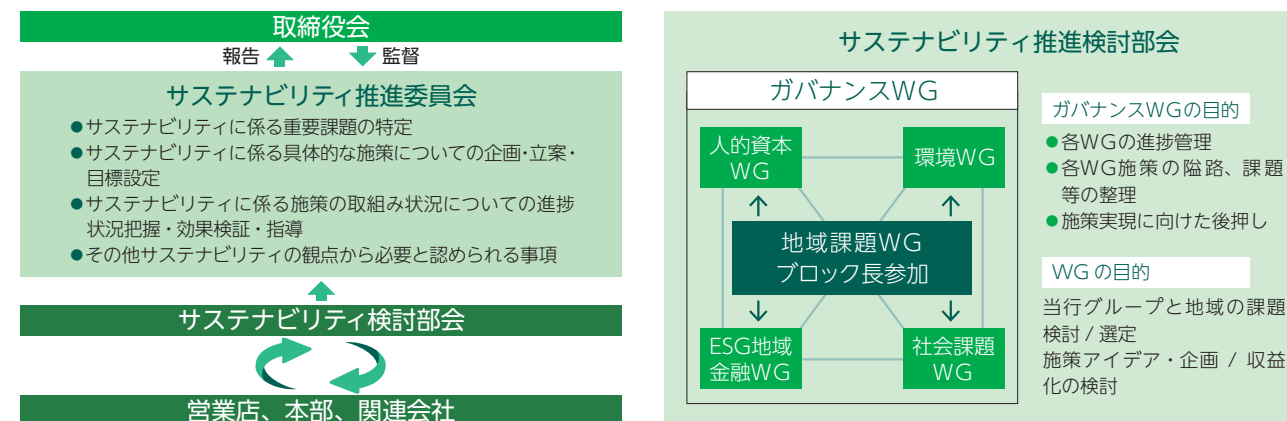 取締役会
報告
監督
サステナビリティ推進委員会
●サステナビリティに係る重要課題の特定
●サステナビリティに係る具体的な施策についての企画・立案・
目標設定
●サステナビリティに係る施策の取組み状況についての進捗
状況把握・効果検証・指導
●その他サステナビリティの観点から必要と認められる事項
サステナビリティ検討部会
営業店、本部、関連会社
サステナビリティ推進検討部会
ガバナンスWG
人的資本
WG
環境WG
地域課題WG
ブロック長参加
ESG地域
金融WG
社会課題
WG
ガバナンスWGの目的
●各WGの進捗管理
●各WG施策の隘路、課題
等の整理
●施策実現に向けた後押し
WGの目的
当行グループと地域の課題
検討 / 選定
施策アイデア・企画 / 収益
化の検討